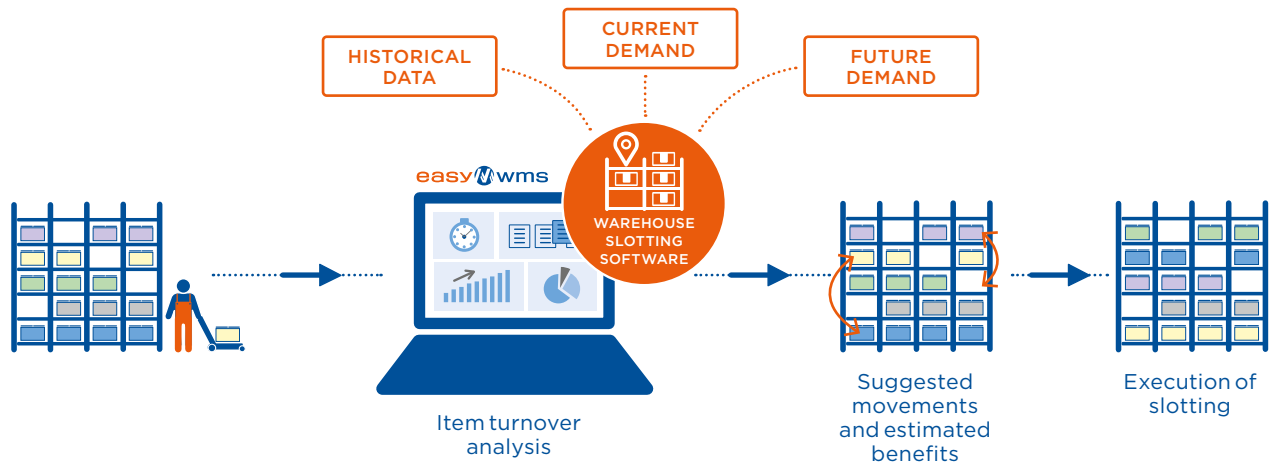 HISTORICAL
DATA
CURRENT
DEMAND
FUTURE
DEMAND
easy wms
WAREHOUSE
SLOTTING
SOFTWARE
Item turnover
analysis
Suggested
movements
and estimated
benefits
Execution of
slotting